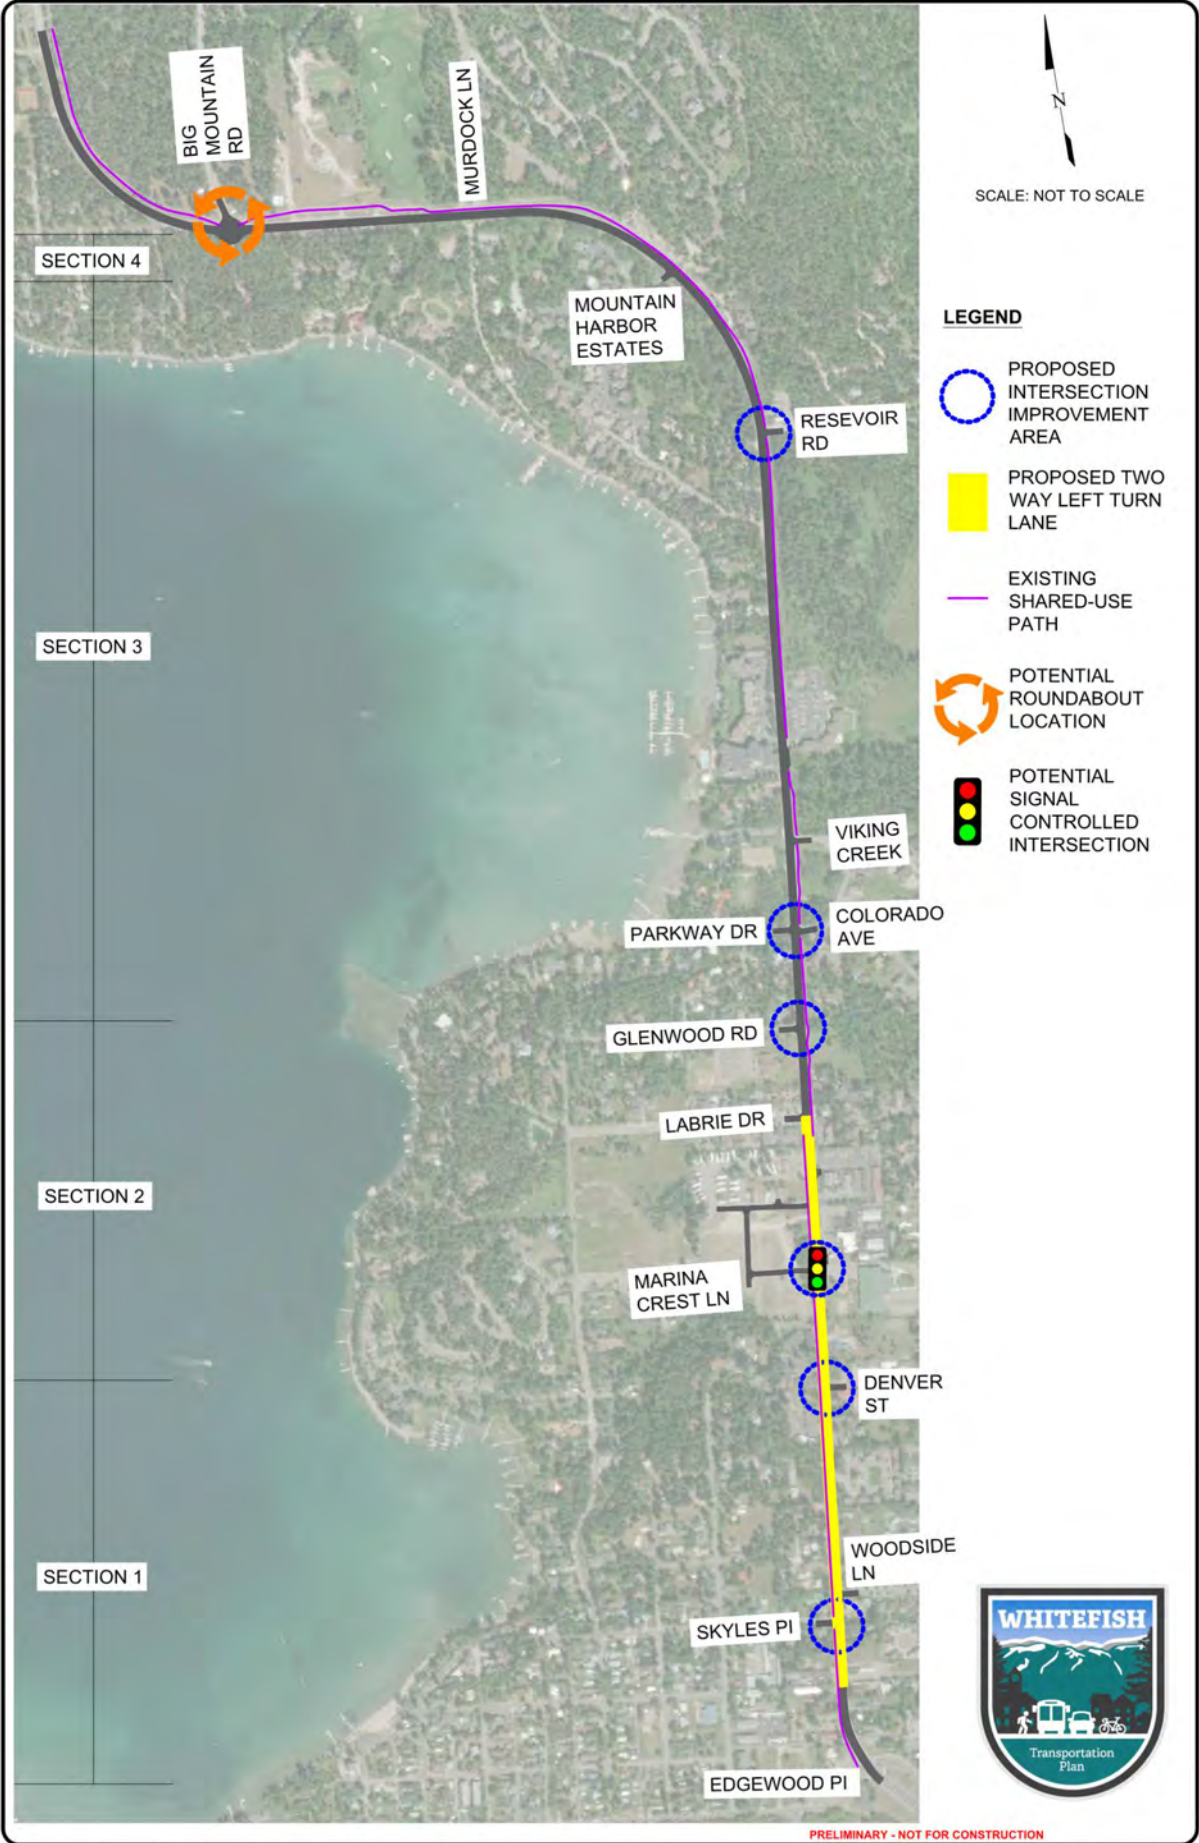 BIG
MOUNTAIN
RD
MURDOCK LN
N
SCALE: NOT TO SCALE
SECTION 4
MOUNTAIN
HARBOR
ESTATES
LEGEND
PROPOSED
INTERSECTION
IMPROVEMENT
AREA
RESEVOIR
RD
PROPOSED TWO
WAY LEFT TURN
LANE
EXISTING
SHARED-USE
PATH
SECTION 3
POTENTIAL
ROUNDABOUT
LOCATION
POTENTIAL
SIGNAL
CONTROLLED
INTERSECTION
VIKING
CREEK
PARKWAY DR
COLORADO
AVE
GLENWOOD RD
LABRIE DR
SECTION 2
MARINA
CREST LN
DENVER
ST
WOODSIDE
LN
SECTION 1
SKYLES Pl
WHITEFISH
Transportation
Plan
EDGEWOOD Pl
PRELIMINARY - NOT FOR CONSTRUCTION